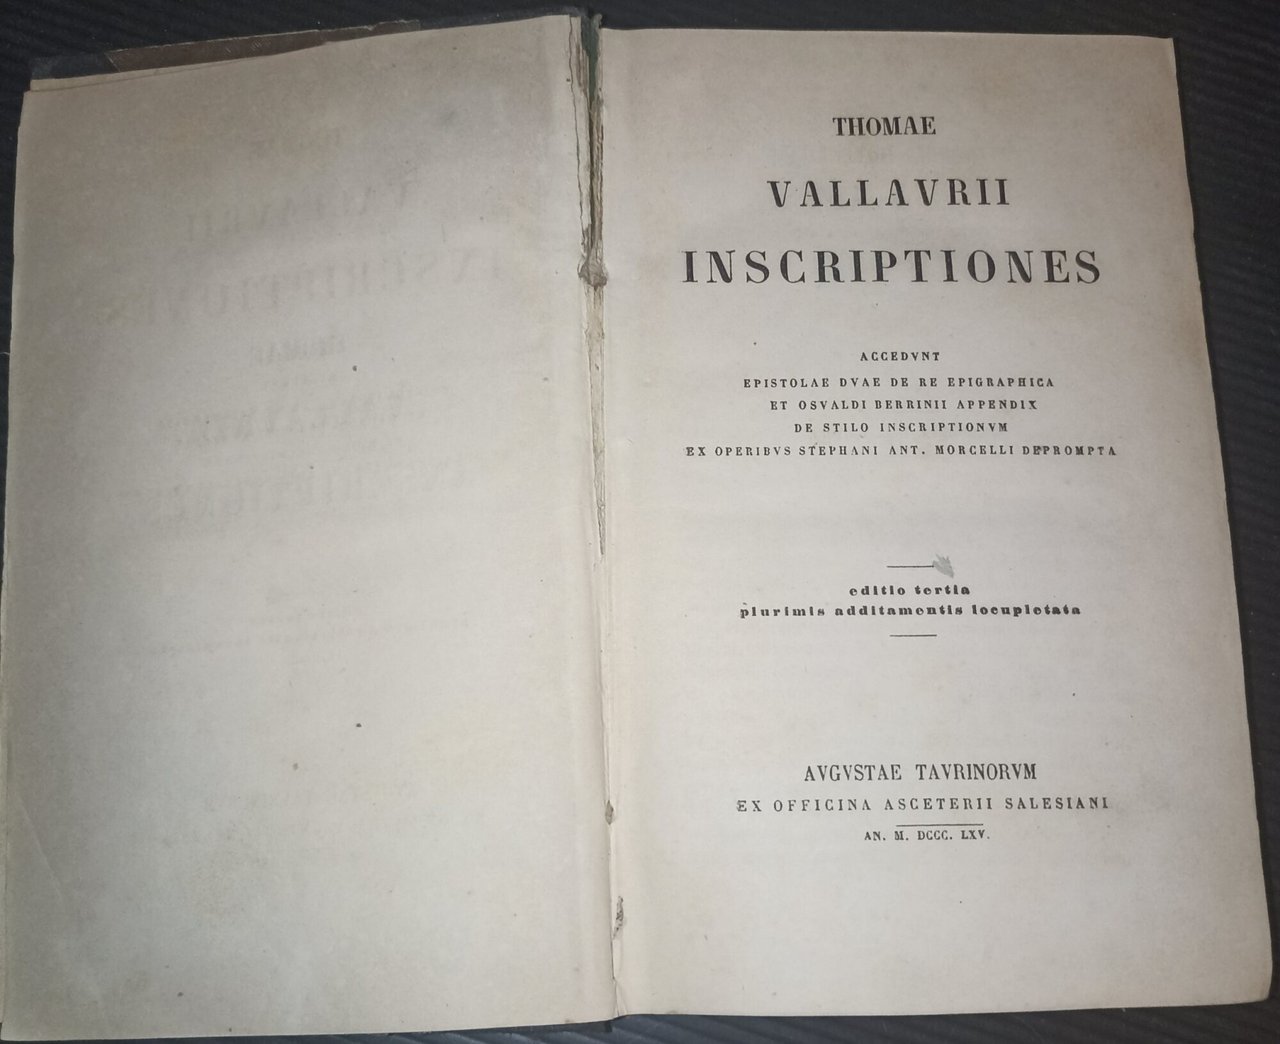 THOMAE
VALLAVRII
INSCRIPTIONES
ACCEDVNT
EPISTOLAE DVAE DE RE EPIGRAPHICA
ET OSVALDI BERRINII APPENDIX
DE STILO INSCRIPTIONVM
EX OPERIBVS STEPHANI ANT. MORCELLI DEPROMPTA
editio tertia
plurimis additamentis locupletata
AVGVSTAE TAVRINORVM
EX OFFICINA ASCETERII SALESIANI
AN. M. DCCC. LXV.